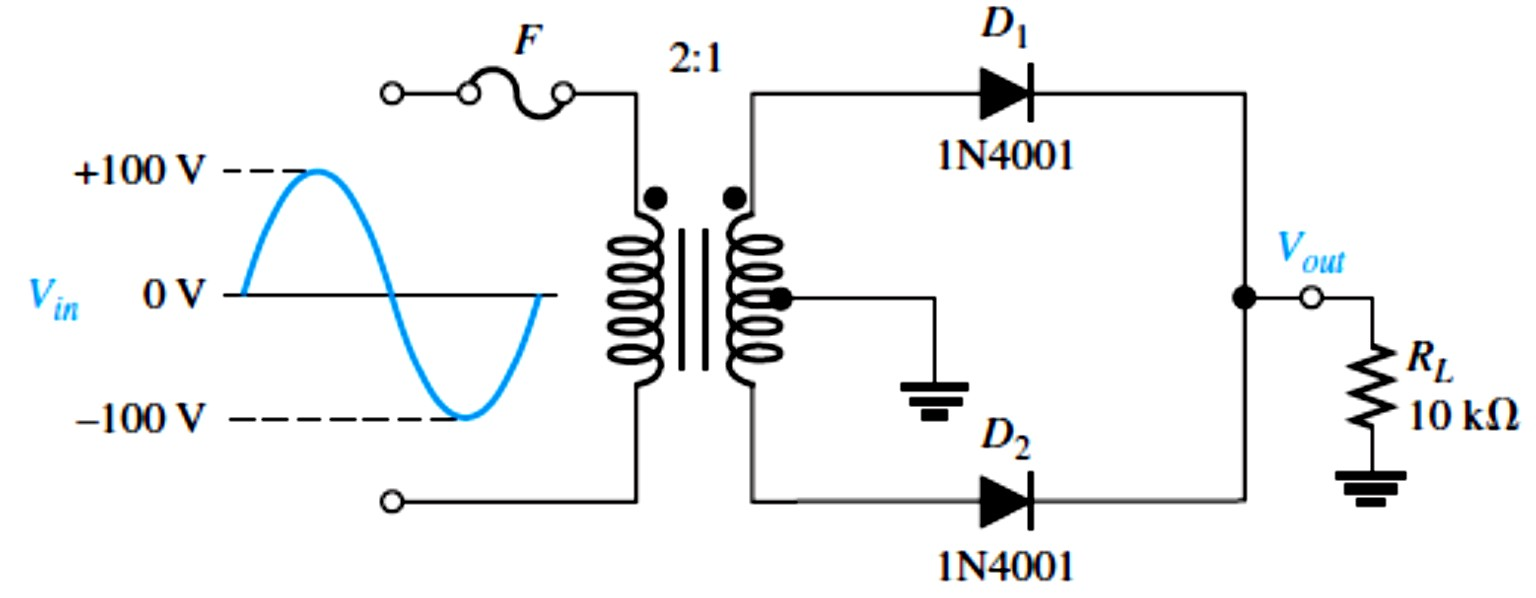 F
2:1
D1
1N4001
+100 V
Vin
0 V
–100 V
Vout
RL
10 kΩ
D2
1N4001